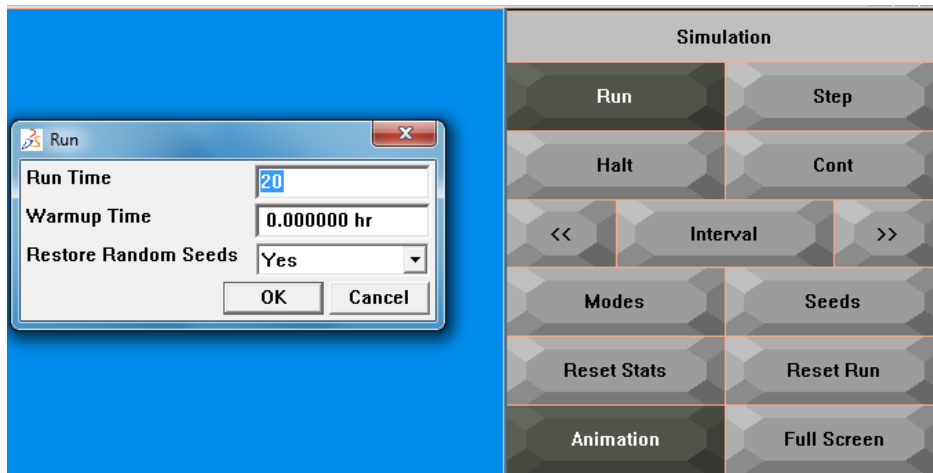 Run
Run Time 20
Warmup Time 0.000000 hr
Restore Random Seeds Yes
OK Cancel
Simulation
Run Step
Halt Cont
<< Interval >>
Modes Seeds
Reset Stats Reset Run
Animation Full Screen